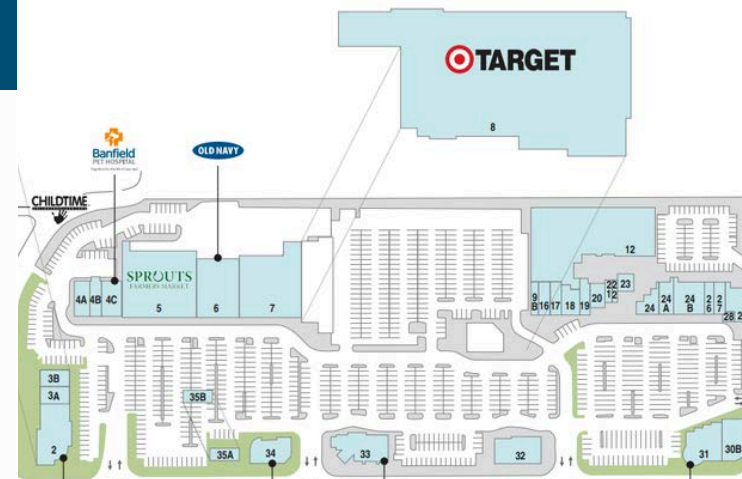 TARGET
8
Banfield
PET HOSPITAL
OLD NAVY
CHILDTIME
SPROUTS
FARMERS MARKET
4A
4B
4C
5
6
7
12
9
B
16
17
18
19
20
22
23
24
24
A
24
B
2
6
2
7
28
3B
3A
2
35B
35A
34
33
32
31
30B